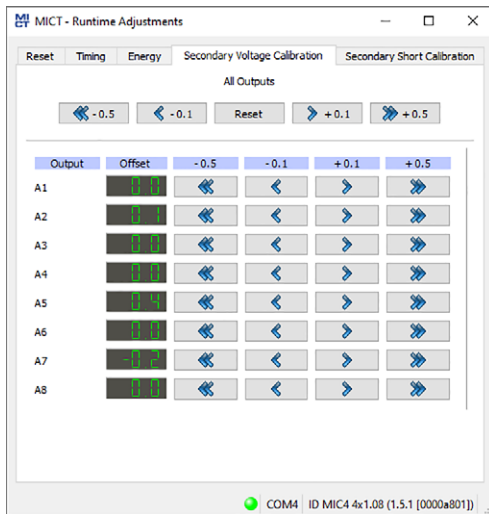 MICT MICT - Runtime Adjustments
Reset Timing Energy Secondary Voltage Calibration Secondary Short Calibration
All Outputs
- 0.5 - 0.1 Reset + 0.1 + 0.5
Output Offset - 0.5 - 0.1 + 0.1 + 0.5
A1 0.0
A2 0.1
A3 0.0
A4 0.0
A5 0.4
A6 0.0
A7 -0.2
A8 0.0
COM4 ID MIC4 4x1.08 (1.5.1 [0000a801])